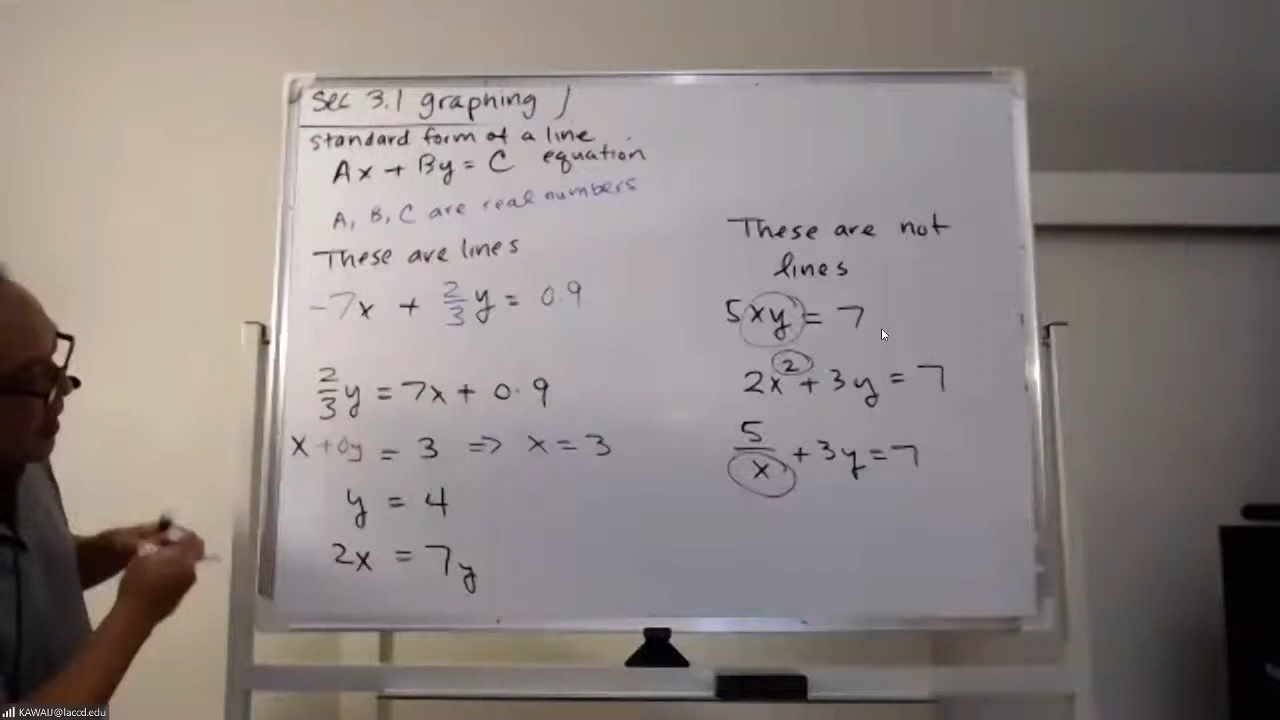 Sec 3.1 graphing
standard form of a line
Ax + By = C equation
A, B, C are real numbers
These are lines
-7x + 2/3 y = 0.9
2/3 y = 7x + 0.9
x + 0y = 3 => x = 3
y = 4
2x = 7y
These are not
lines
5xy = 7
2x² + 3y = 7
5/x + 3y = 7
KAWAIJ@laccd.edu